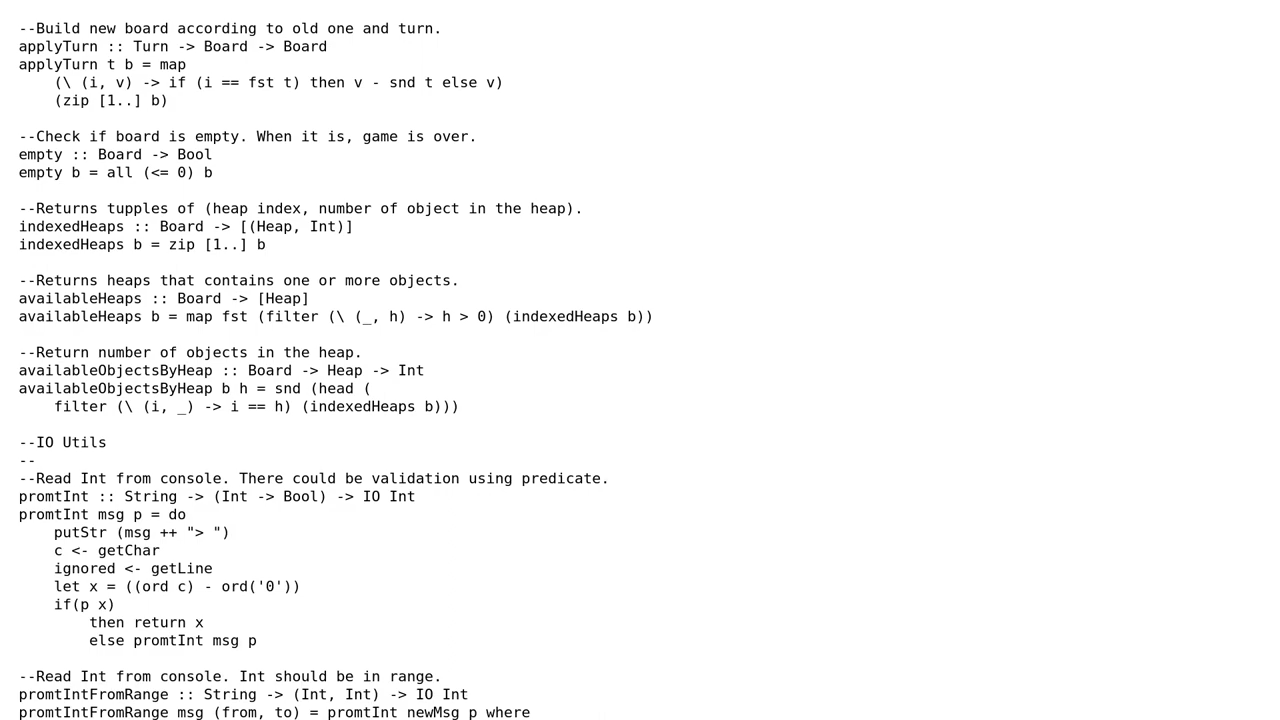 --Build new board according to old one and turn.
applyTurn :: Turn -> Board -> Board
applyTurn t b = map
    (\ (i, v) -> if (i == fst t) then v - snd t else v)
    (zip [1..] b)

--Check if board is empty. When it is, game is over.
empty :: Board -> Bool
empty b = all (<= 0) b

--Returns tupples of (heap index, number of object in the heap).
indexedHeaps :: Board -> [(Heap, Int)]
indexedHeaps b = zip [1..] b

--Returns heaps that contains one or more objects.
availableHeaps :: Board -> [Heap]
availableHeaps b = map fst (filter (\ (_, h) -> h > 0) (indexedHeaps b))

--Return number of objects in the heap.
availableObjectsByHeap :: Board -> Heap -> Int
availableObjectsByHeap b h = snd (head (
    filter (\ (i, _) -> i == h) (indexedHeaps b)))

--IO Utils
--
--Read Int from console. There could be validation using predicate.
promtInt :: String -> (Int -> Bool) -> IO Int
promtInt msg p = do
    putStr (msg ++ "> ")
    c <- getChar
    ignored <- getLine
    let x = ((ord c) - ord('0'))
    if(p x)
        then return x
        else promtInt msg p

--Read Int from console. Int should be in range.
promtIntFromRange :: String -> (Int, Int) -> IO Int
promtIntFromRange msg (from, to) = promtInt newMsg p where